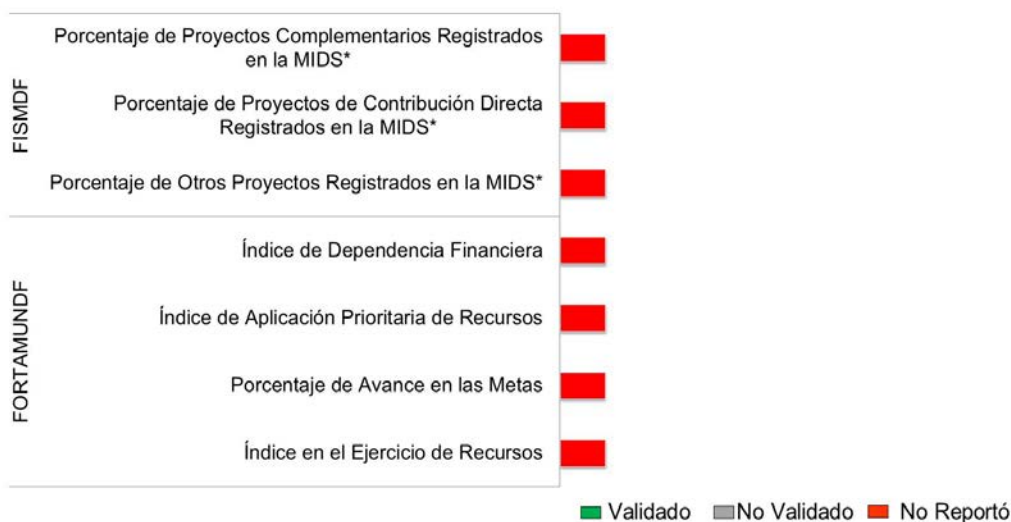 FISMDF
Porcentaje de Proyectos Complementarios Registrados
en la MIDS*
Porcentaje de Proyectos de Contribución Directa
Registrados en la MIDS*
Porcentaje de Otros Proyectos Registrados en la MIDS*
FORTAMUNDF
Índice de Dependencia Financiera
Índice de Aplicación Prioritaria de Recursos
Porcentaje de Avance en las Metas
Índice en el Ejercicio de Recursos
Validado No Validado No Reportó